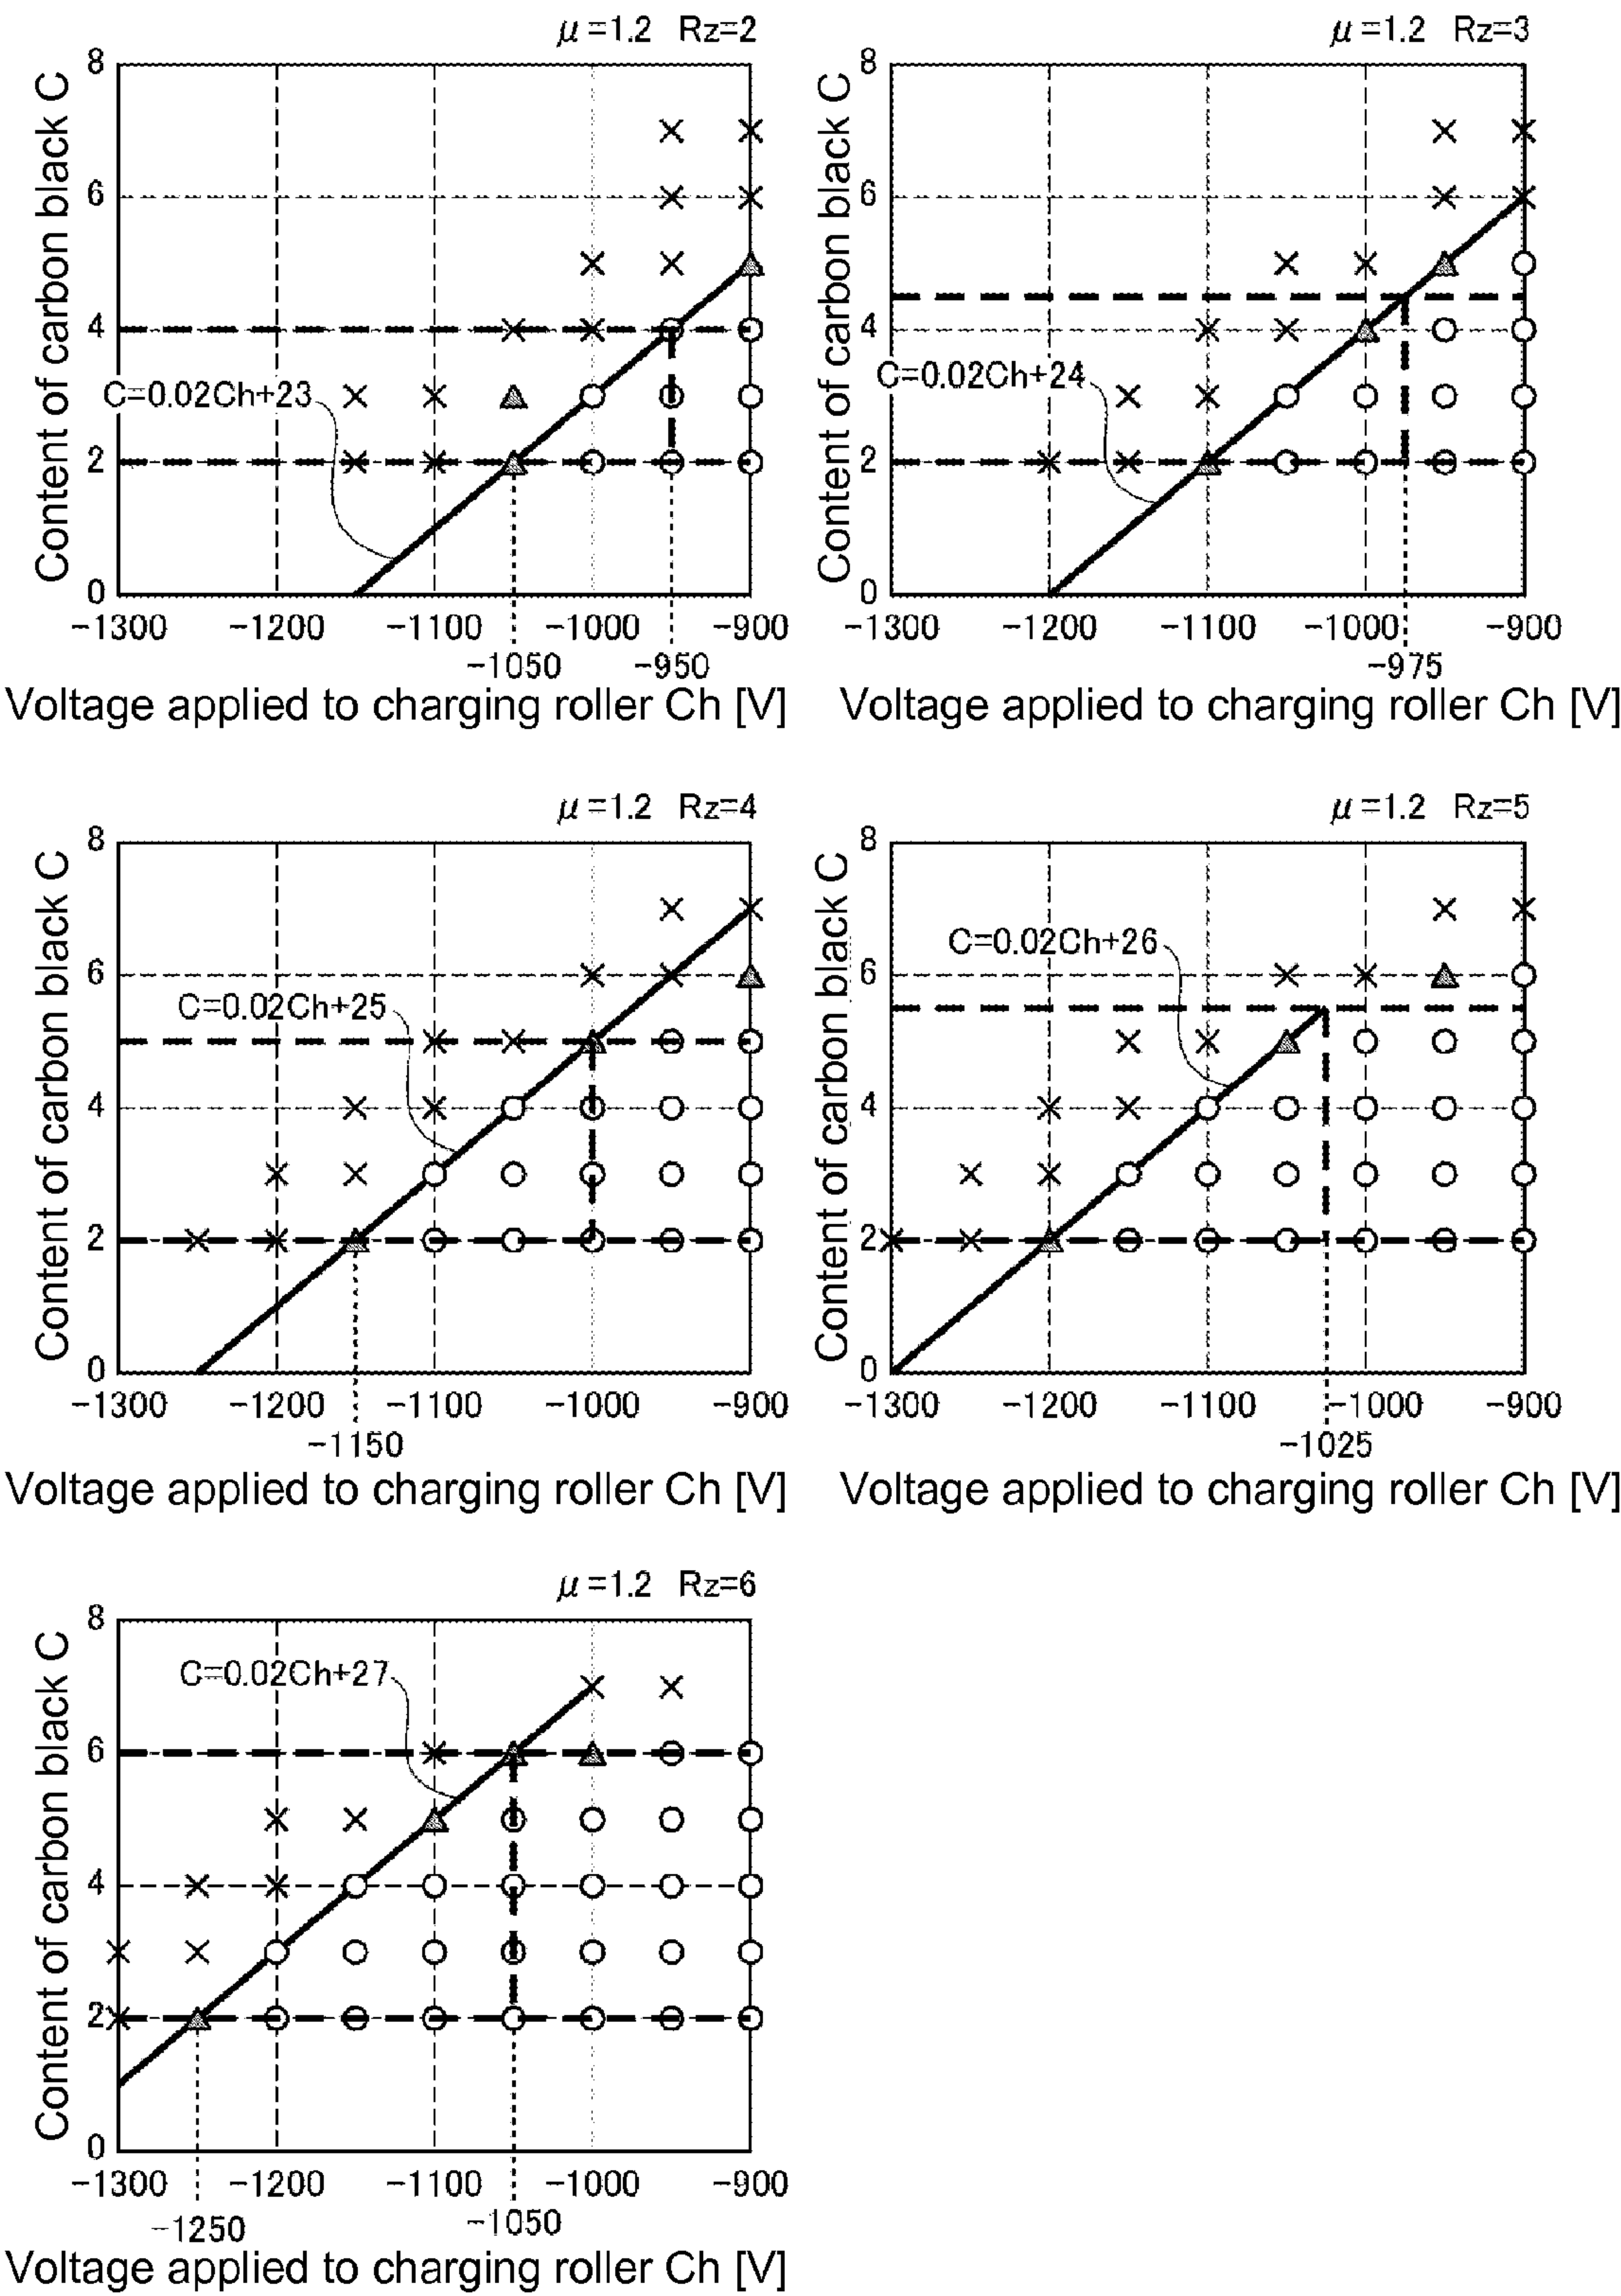 μ=1.2 Rz=2
Content of carbon black C
8
6
4
2
0
C=0.02Ch+23
-1300 -1200 -1100 -1000 -900
-1050 -950
Voltage applied to charging roller Ch [V]
μ=1.2 Rz=3
Content of carbon black C
8
6
4
2
0
C=0.02Ch+24
-1300 -1200 -1100 -1000 -900
-975
Voltage applied to charging roller Ch [V]
μ=1.2 Rz=4
Content of carbon black C
8
6
4
2
0
C=0.02Ch+25
-1300 -1200 -1100 -1000 -900
-1150
Voltage applied to charging roller Ch [V]
μ=1.2 Rz=5
Content of carbon black C
8
6
4
2
0
C=0.02Ch+26
-1300 -1200 -1100 -1000 -900
-1025
Voltage applied to charging roller Ch [V]
μ=1.2 Rz=6
Content of carbon black C
8
6
4
2
0
C=0.02Ch+27
-1300 -1200 -1100 -1000 -900
-1250 -1050
Voltage applied to charging roller Ch [V]